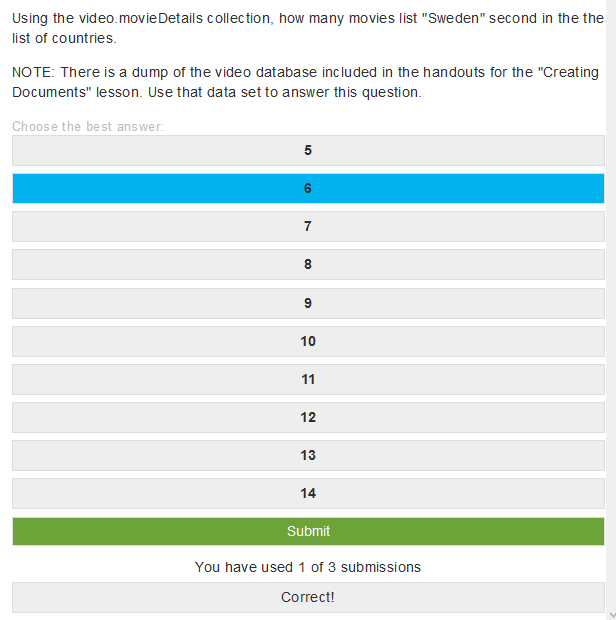 Using the video.movieDetails collection, how many movies list "Sweden" second in the the
list of countries.
NOTE: There is a dump of the video database included in the handouts for the "Creating
Documents" lesson. Use that data set to answer this question.
Choose the best answer:
5
6
7
8
9
10
11
12
13
14
Submit
You have used 1 of 3 submissions
Correct!